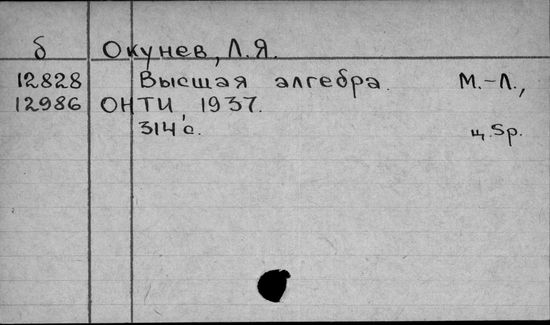 б Окунев, Л.Я.
12828 Высшая алгебра. М.-Л.,
12986 ОНТИ, 1937.
314 с. ц. 5р.